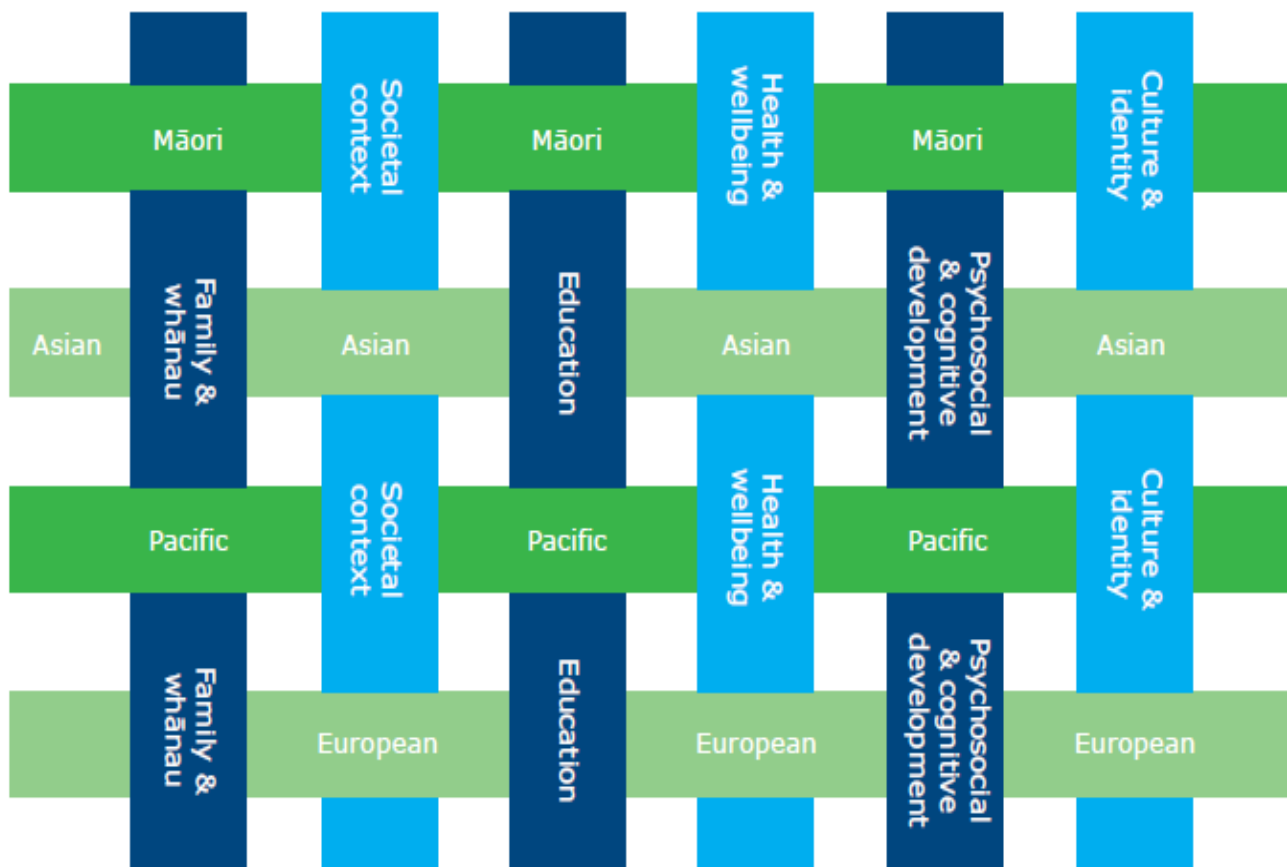 Māori
Societal
context
Māori
Health &
wellbeing
Māori
Culture &
identity
Asian
Family &
whānau
Asian
Education
Asian
Psychosocial
& cognitive
development
Asian
Pacific
Societal
context
Pacific
Health &
wellbeing
Pacific
Culture &
identity
Family &
whānau
European
Education
European
Psychosocial
& cognitive
development
European